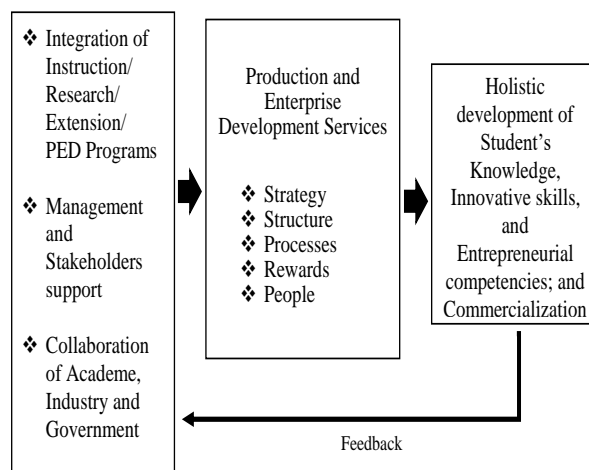 ❖ Integration of
Instruction/
Research/
Extension/
PED Programs
❖ Management
and
Stakeholders
support
❖ Collaboration
of Academe,
Industry and
Government
Production and
Enterprise
Development Services
❖ Strategy
❖ Structure
❖ Processes
❖ Rewards
❖ People
Holistic
development of
Student's
Knowledge,
Innovative skills,
and
Entrepreneurial
competencies; and
Commercialization
Feedback